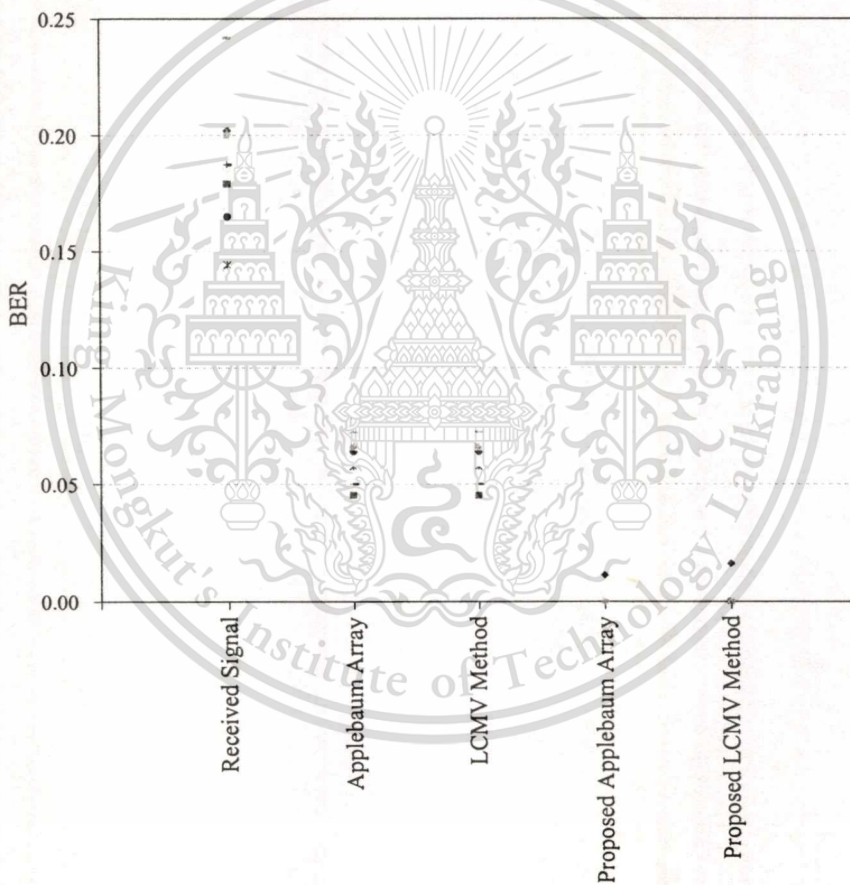 0.25
0.20
0.15
0.10
0.05
0.00
BER
Received Signal
Applebaum Array
LCMV Method
Proposed Applebaum Array
Proposed LCMV Method
King Mongkut's Institute of Technology Ladkrabang